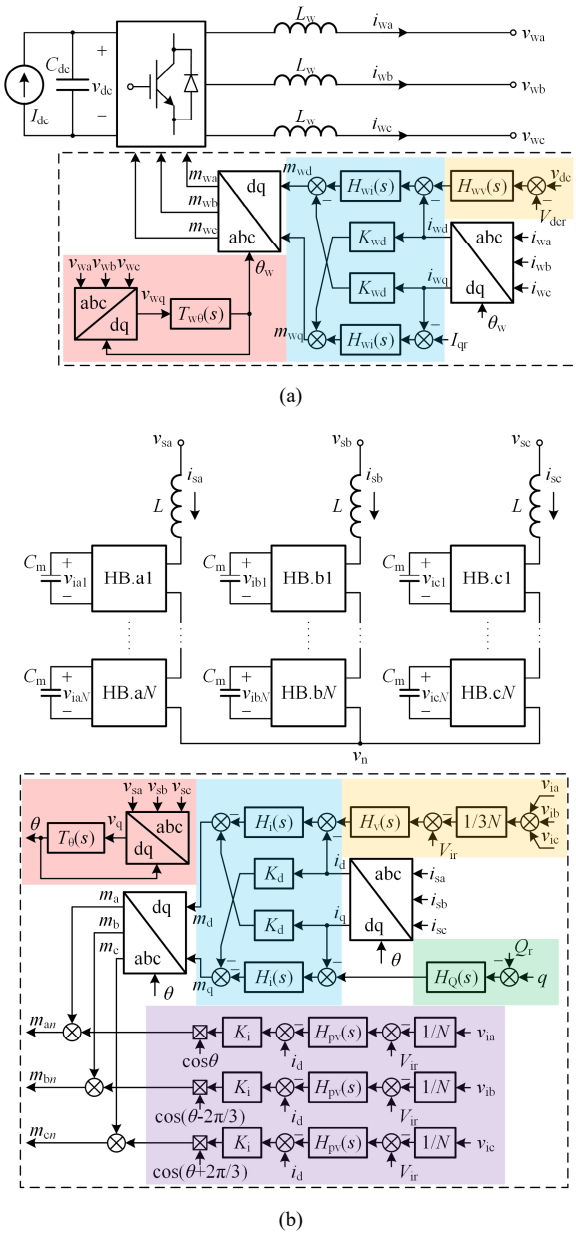 L_w i_wa v_wa
C_dc + v_dc − I_dc
L_w i_wb v_wb
L_w i_wc v_wc
m_wa m_wb m_wc
dq abc
m_wd − H_wi(s) − H_wv(s) − v_dc
V_dcr
K_wd i_wd abc dq i_wa i_wb i_wc
K_wd i_wq
θ_w
m_wq − H_wi(s) − I_qr
θ_w
v_wa v_wb v_wc
abc dq v_wq T_wθ(s)
(a)
v_sa v_sb v_sc
i_sa i_sb i_sc
L L L
C_m + v_ia1 − HB.a1 C_m + v_ib1 − HB.b1 C_m + v_ic1 − HB.c1
C_m + v_iaN − HB.aN C_m + v_ibN − HB.bN C_m + v_icN − HB.cN
v_n
v_sa v_sb v_sc
θ T_θ(s) v_q abc dq
− H_i(s) − H_v(s) − 1/3N v_ia v_ib v_ic
V_ir
m_a m_b m_c dq abc m_d
K_d i_d abc dq i_sa i_sb i_sc
K_d i_q
θ
m_q − H_i(s) − H_Q(s) − Q_r q
θ
m_an K_i − H_pv(s) − 1/N v_ia
cosθ i_d V_ir
m_bn K_i − H_pv(s) − 1/N v_ib
cos(θ-2π/3) i_d V_ir
m_cn K_i − H_pv(s) − 1/N v_ic
cos(θ+2π/3) i_d V_ir
(b)